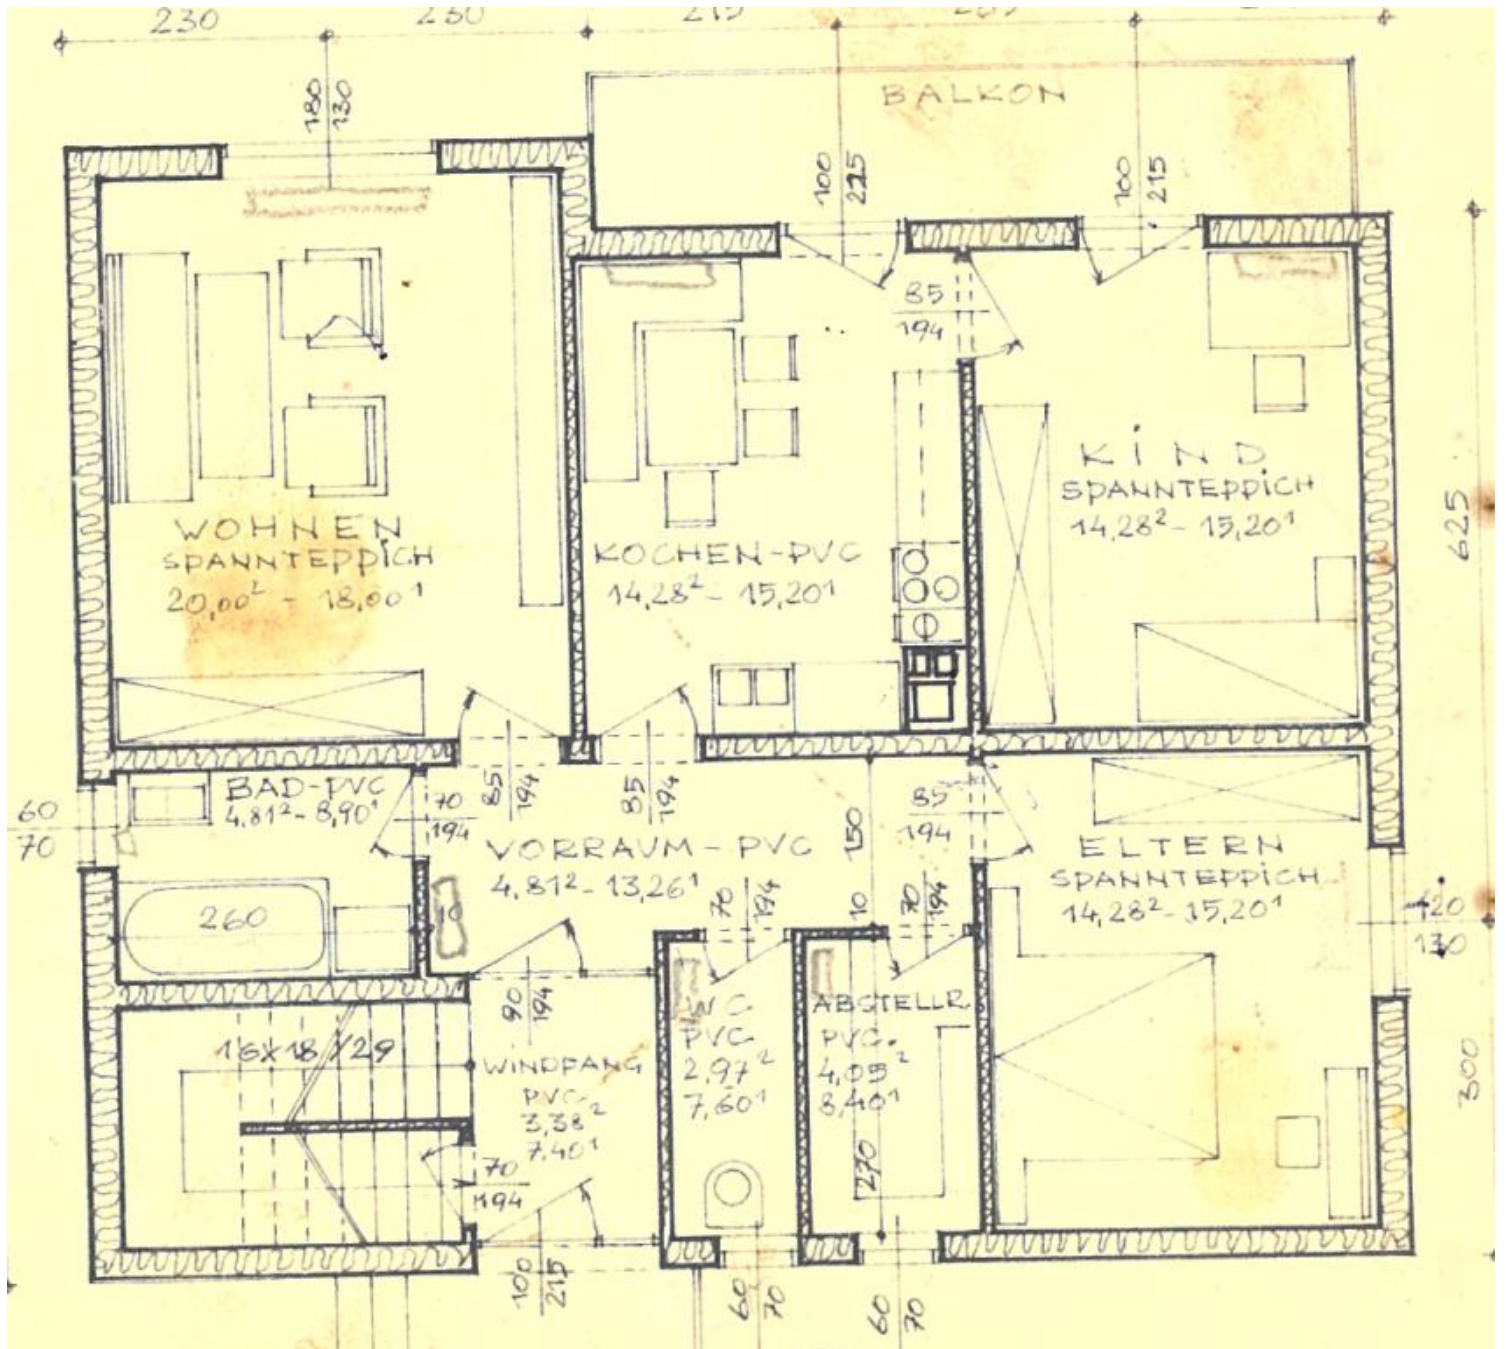 230
180
130
BALKON
100
225
100
215
85
194
KIND
SPANNTEPPICH
14,28² - 15,20¹
625
WOHNEN
SPANNTEPPICH
20,00² - 18,00¹
KOCHEN-PVC
14,28² - 15,20¹
60
70
BAD-PVC
4,81² - 8,90¹
70
194
85
194
85
194
85
194
150
VORRAUM - PVC
4,81² - 13,26¹
ELTERN
SPANNTEPPICH
14,28² - 15,20¹
260
10
70
194
10
70
194
120
130
90
194
16x18/29
WINDFANG
PVC
3,38²
7,40¹
WC
PVC
2,97²
7,60¹
ABSTELLR.
PVC.
4,05²
8,40¹
300
270
70
194
100
215
60
70
60
70